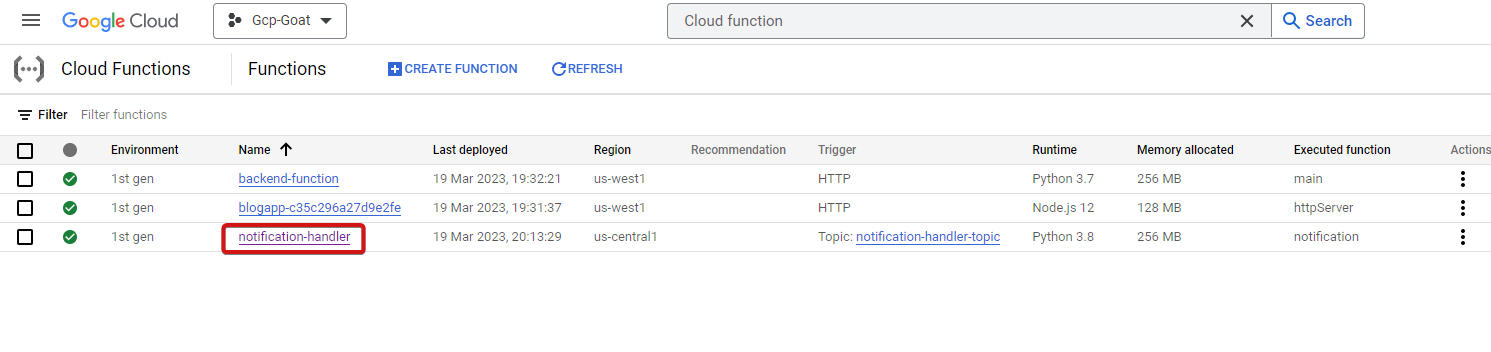 Google Cloud Gcp-Goat Cloud function Search
Cloud Functions Functions CREATE FUNCTION REFRESH
Filter Filter functions
Environment Name Last deployed Region Recommendation Trigger Runtime Memory allocated Executed function Actions
1st gen backend-function 19 Mar 2023, 19:32:21 us-west1 HTTP Python 3.7 256 MB main
1st gen blogapp-c35c296a27d9e2fe 19 Mar 2023, 19:31:37 us-west1 HTTP Node.js 12 128 MB httpServer
1st gen notification-handler 19 Mar 2023, 20:13:29 us-central1 Topic: notification-handler-topic Python 3.8 256 MB notification